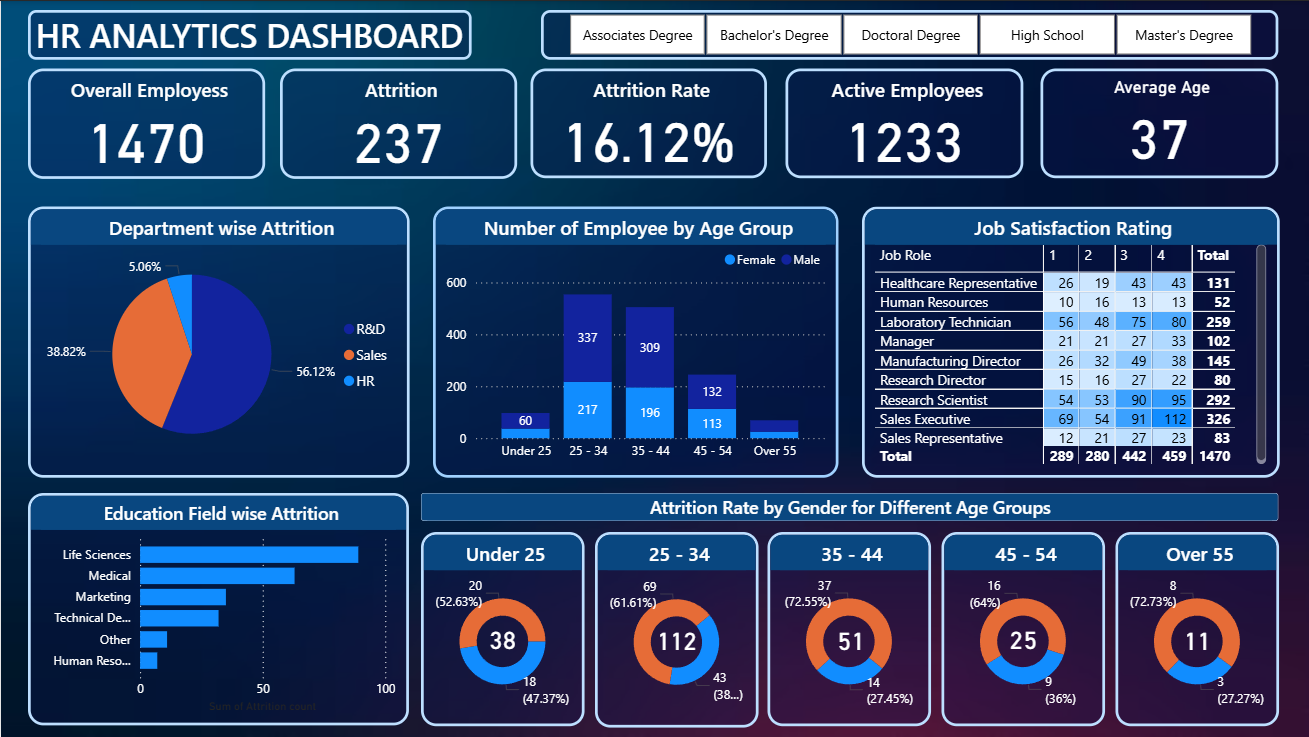 HR ANALYTICS DASHBOARD
Associates Degree
Bachelor's Degree
Doctoral Degree
High School
Master's Degree
Overall Employess
1470
Attrition
237
Attrition Rate
16.12%
Active Employees
1233
Average Age
37
Department wise Attrition
5.06%
38.82%
56.12%
R&D
Sales
HR
Number of Employee by Age Group
Female Male
600
400
200
0
60
337
217
309
196
132
113
Under 25
25 - 34
35 - 44
45 - 54
Over 55
Job Satisfaction Rating
Job Role 1 2 3 4 Total
Healthcare Representative 26 19 43 43 131
Human Resources 10 16 13 13 52
Laboratory Technician 56 48 75 80 259
Manager 21 21 27 33 102
Manufacturing Director 26 32 49 38 145
Research Director 15 16 27 22 80
Research Scientist 54 53 90 95 292
Sales Executive 69 54 91 112 326
Sales Representative 12 21 27 23 83
Total 289 280 442 459 1470
Education Field wise Attrition
Life Sciences
Medical
Marketing
Technical De...
Other
Human Reso...
0
50
100
Sum of Attrition count
Attrition Rate by Gender for Different Age Groups
Under 25
20
(52.63%)
38
18
(47.37%)
25 - 34
69
(61.61%)
112
43
(38...)
35 - 44
37
(72.55%)
51
14
(27.45%)
45 - 54
16
(64%)
25
9
(36%)
Over 55
8
(72.73%)
11
3
(27.27%)